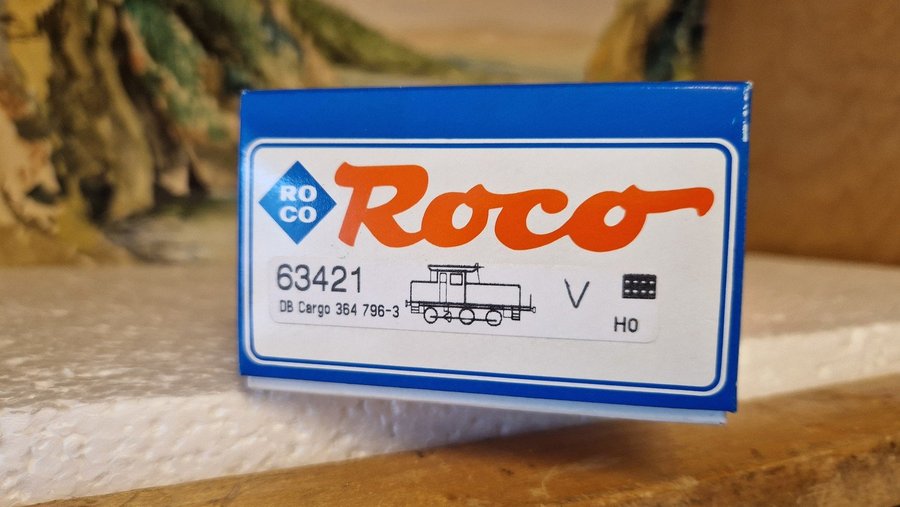 RO
CO
Roco
63421
DB Cargo 364 796-3
V
H0